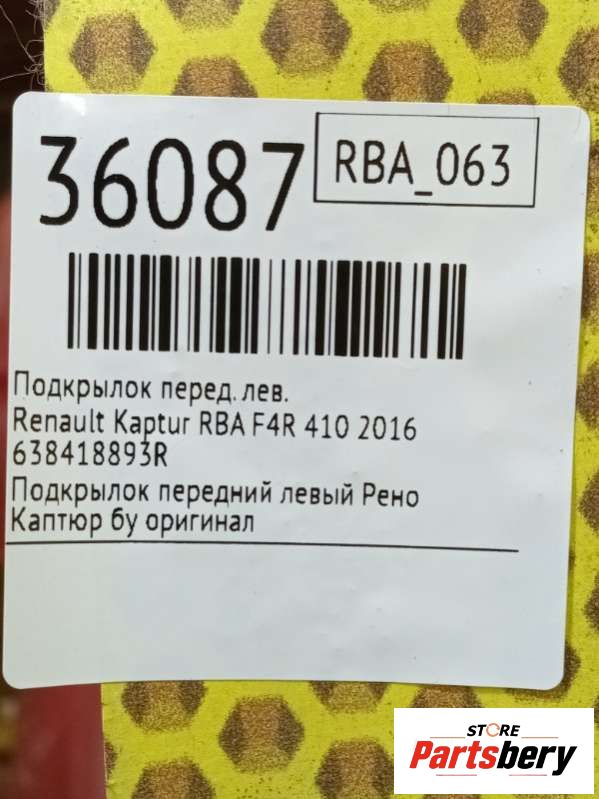 36087
RBA_063
Подкрылок перед. лев.
Renault Kaptur RBA F4R 410 2016
638418893R
Подкрылок передний левый Рено
Каптюр бу оригинал
STORE
Partsbery